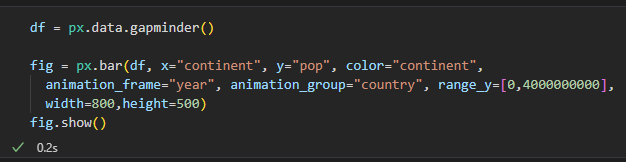 df = px.data.gapminder()
fig = px.bar(df, x="continent", y="pop", color="continent",
animation_frame="year", animation_group="country", range_y=[0,4000000000],
width=800,height=500)
fig.show()
0.2s